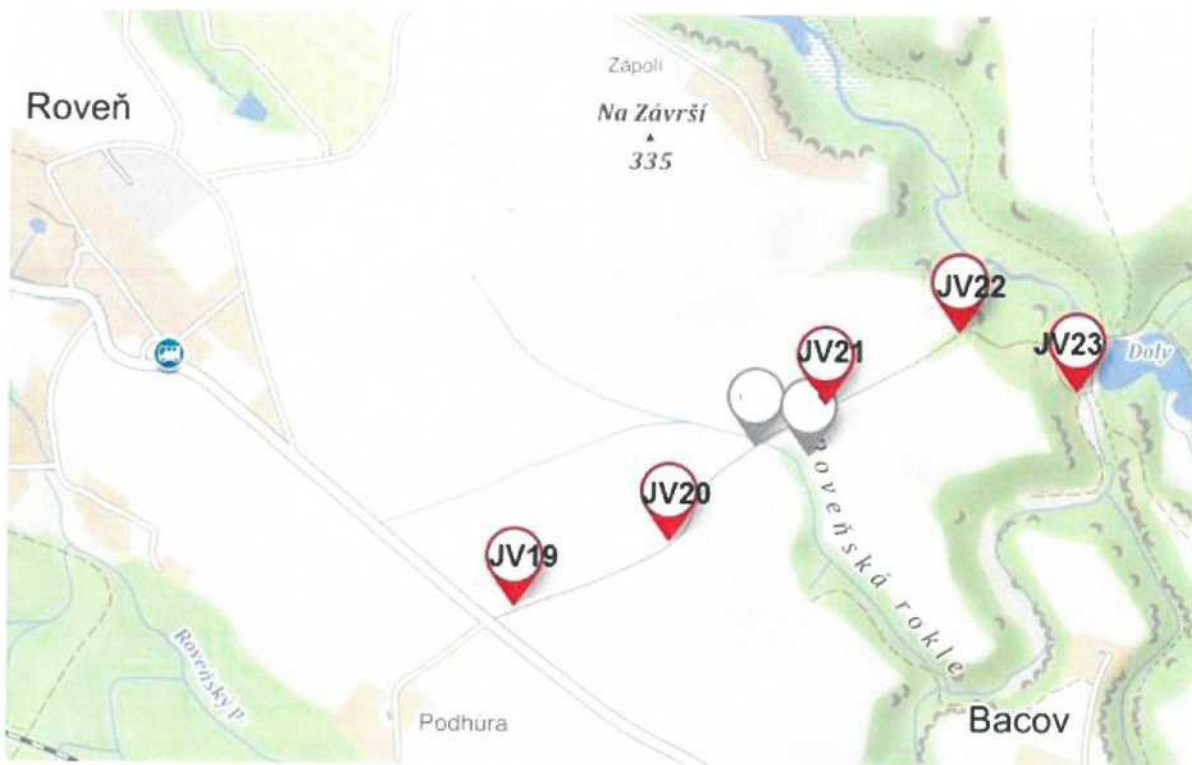 Zápolí
Roveň
Na Závrší
335
JV22
JV21
JV23
Doly
JV20
Roveňská rokle
JV19
Roveňský p.
Podhura
Bacov